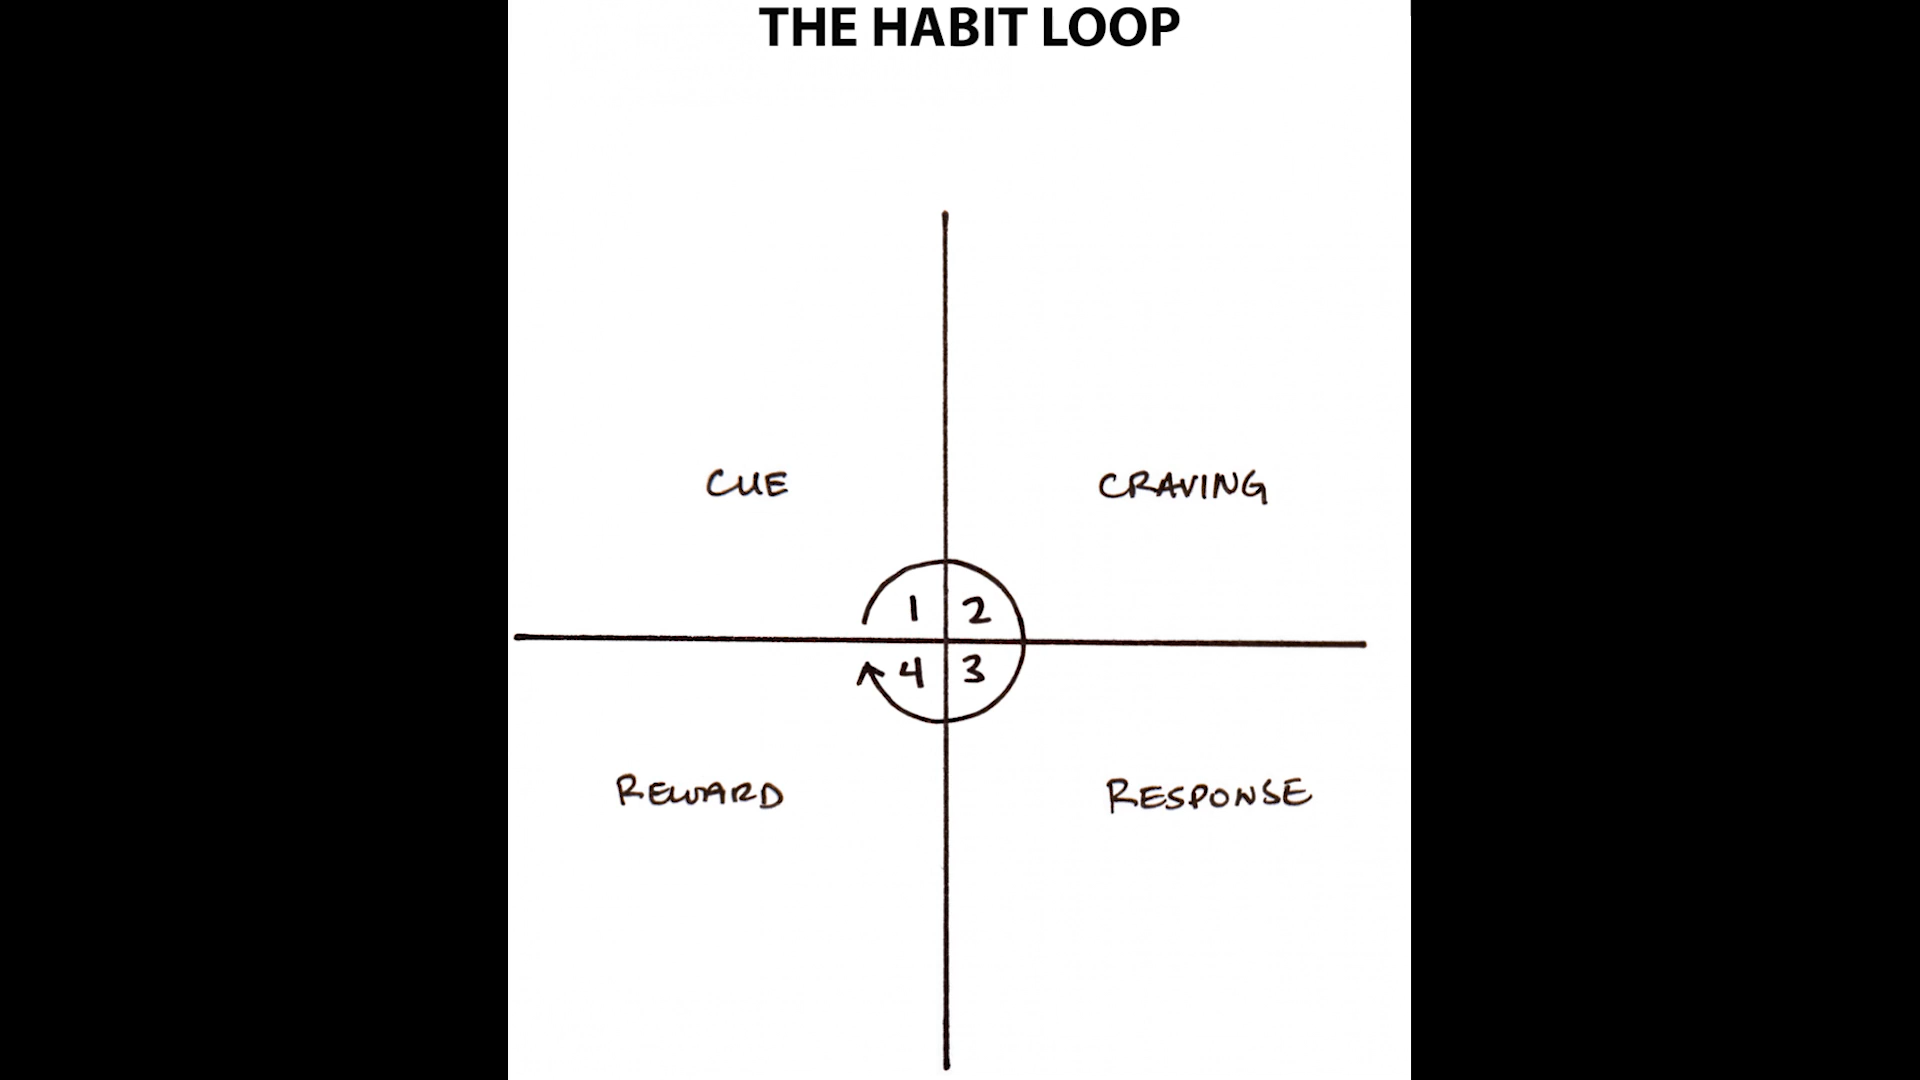 THE HABIT LOOP
CUE
CRAVING
1 2
4 3
REWARD
RESPONSE